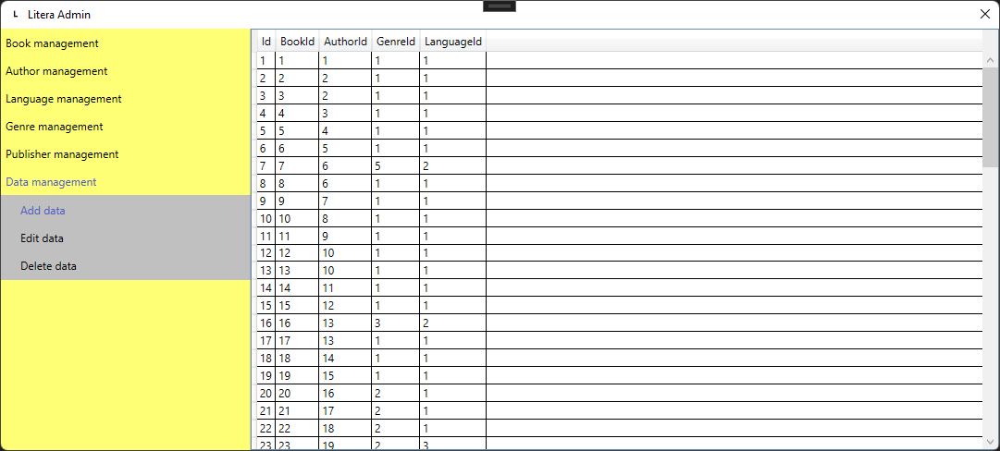 L Litera Admin
Book management
Author management
Language management
Genre management
Publisher management
Data management
Add data
Edit data
Delete data
Id BookId AuthorId GenreId LanguageId
1 1 1 1 1
2 2 2 1 1
3 3 2 1 1
4 4 3 1 1
5 5 4 1 1
6 6 5 1 1
7 7 6 5 2
8 8 6 1 1
9 9 7 1 1
10 10 8 1 1
11 11 9 1 1
12 12 10 1 1
13 13 10 1 1
14 14 11 1 1
15 15 12 1 1
16 16 13 3 2
17 17 13 1 1
18 18 14 1 1
19 19 15 1 1
20 20 16 2 1
21 21 17 2 1
22 22 18 2 1
23 23 19 2 3